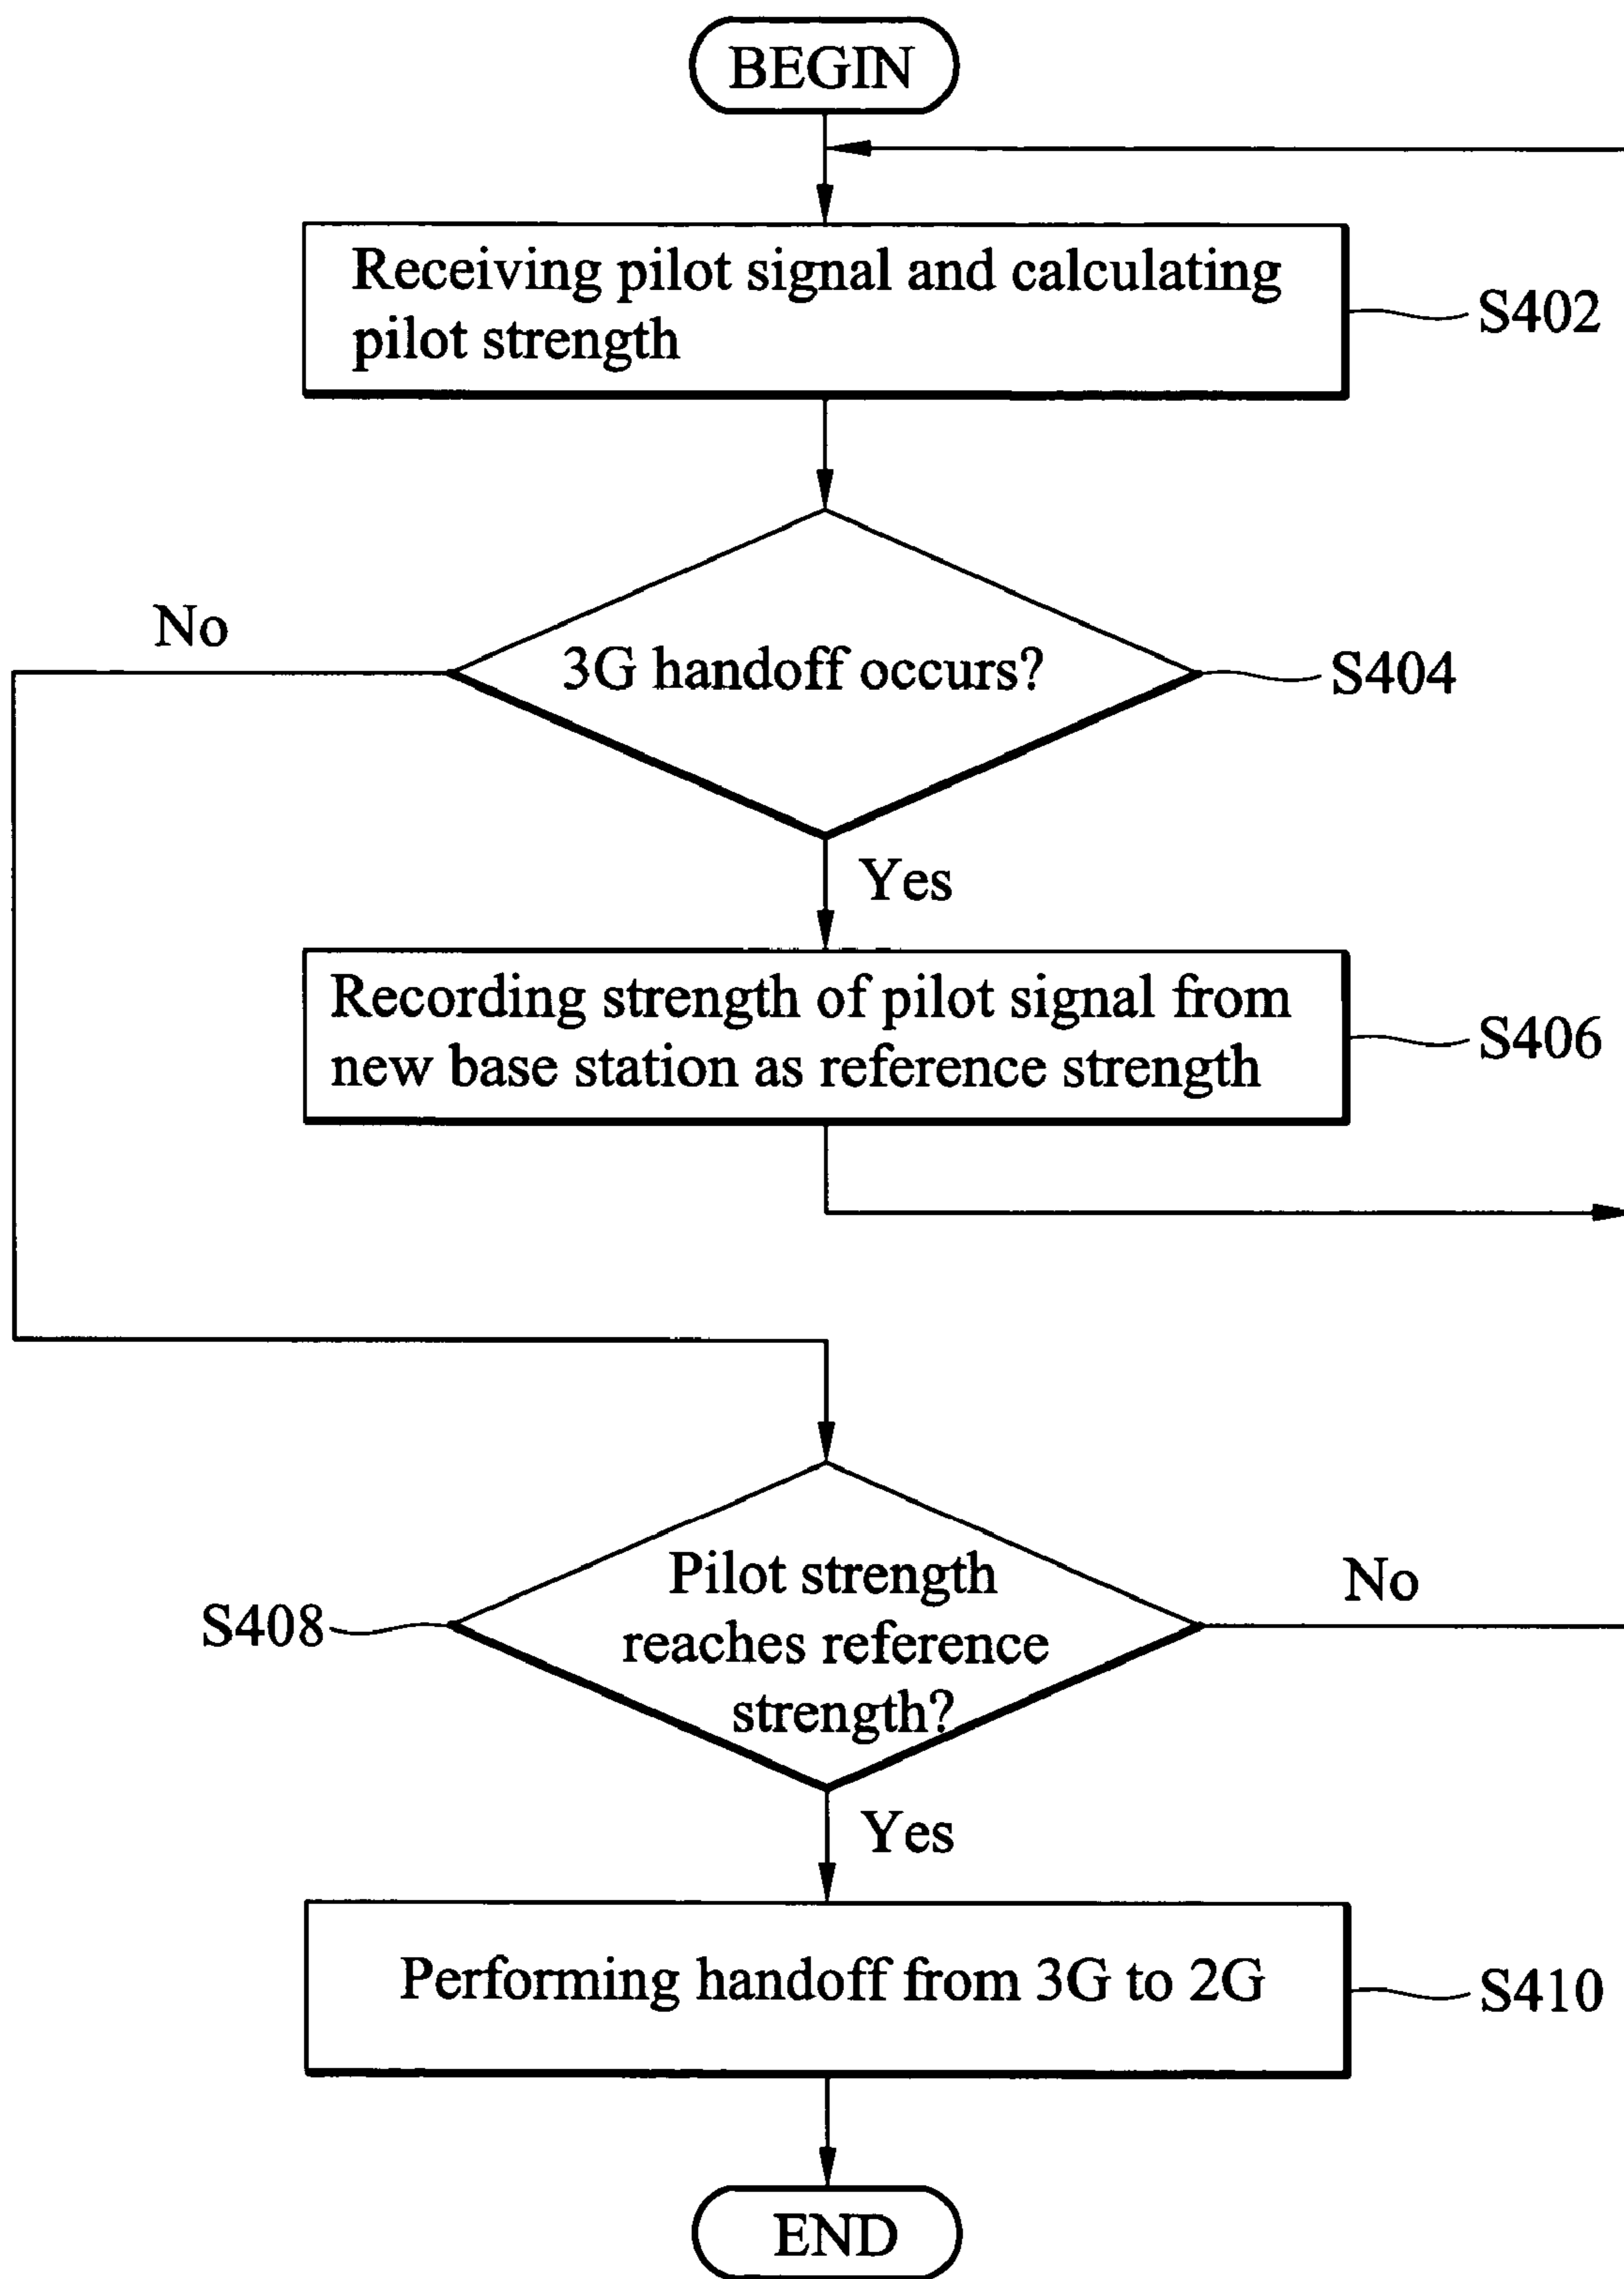 BEGIN
Receiving pilot signal and calculating
pilot strength
S402
No
3G handoff occurs?
S404
Yes
Recording strength of pilot signal from
new base station as reference strength
S406
Pilot strength
reaches reference
strength?
No
S408
Yes
Performing handoff from 3G to 2G
S410
END